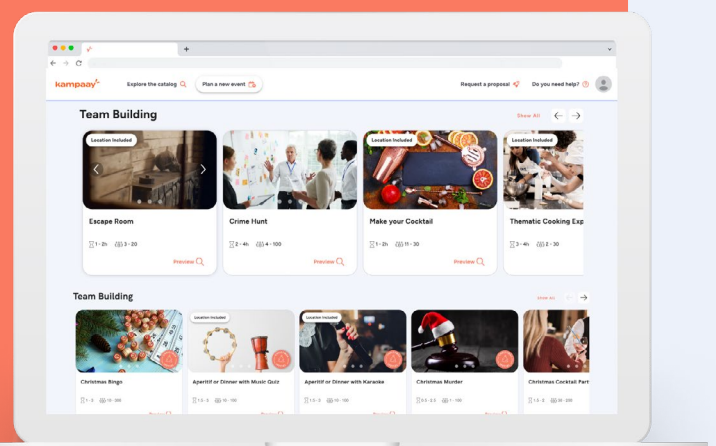 kampaay
Explore the catalog
Plan a new event
Request a proposal
Do you need help?
Team Building
Show All
Location Included
Location Included
Location Included
Escape Room
Crime Hunt
Make your Cocktail
Thematic Cooking Exp
1 - 2h 3 - 20
2 - 4h 4 - 100
1 - 2h 11 - 30
3 - 4h 2 - 30
Preview
Preview
Preview
Team Building
Show All
Location Included
Location Included
Christmas Bingo
Aperitif or Dinner with Music Quiz
Aperitif or Dinner with Karaoke
Christmas Murder
Christmas Cocktail Part